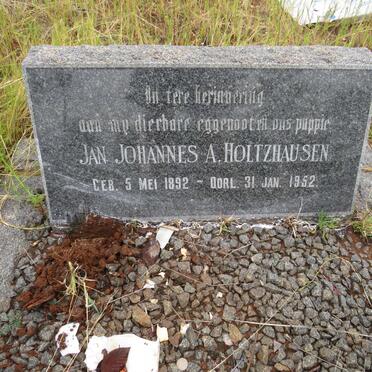 In tere herinnering
aan my dierbare eggenoot en ons pappie
JAN JOHANNES A. HOLTZHAUSEN
GEB. 5 MEI 1892 - OORL. 31 JAN. 1952.